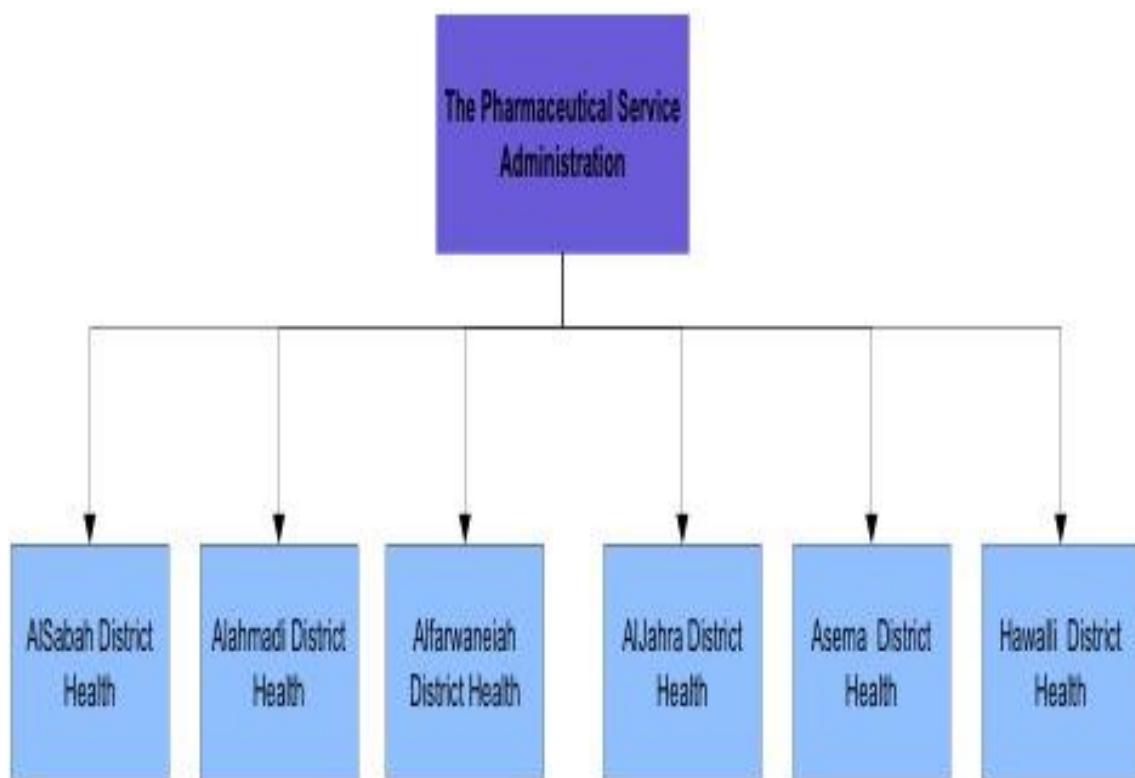 The Pharmaceutical Service
Administration
AlSabah District
Health
Alahmadi District
Health
Alfarwaneiah
District Health
AlJahra District
Health
Asema District
Health
Hawalli District
Health